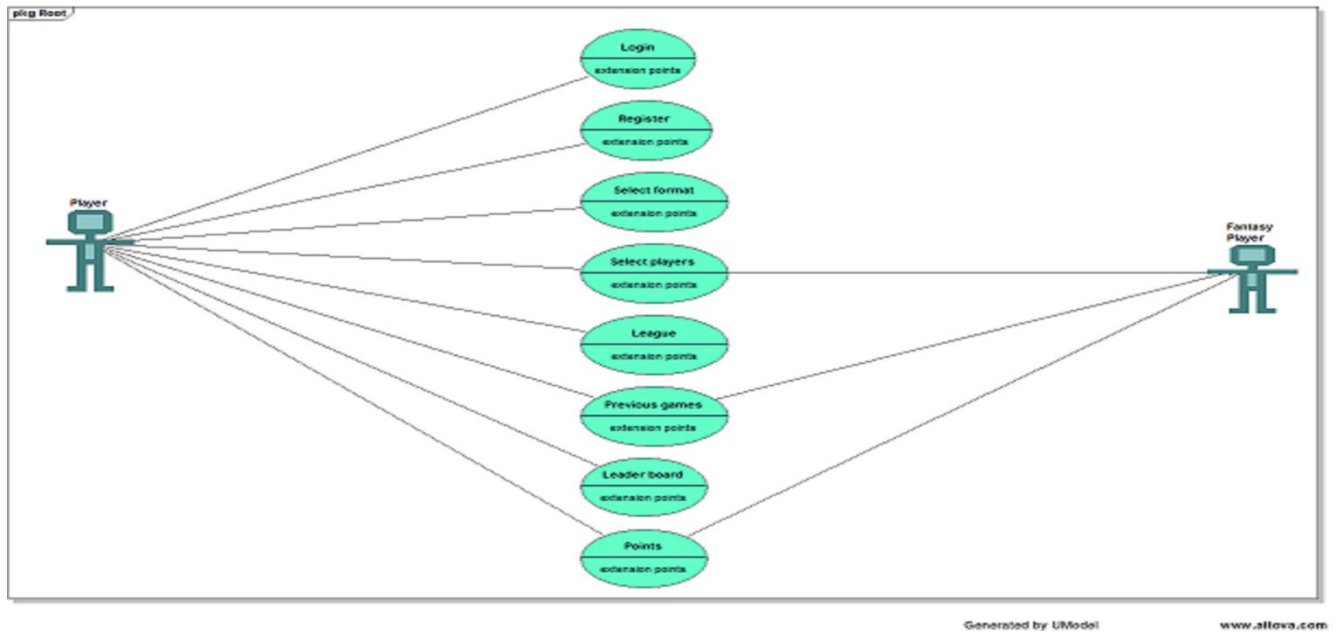 pkg Root
Login
extension points
Register
extension points
Player
Select format
extension points
Fantasy
Player
Select players
extension points
League
extension points
Previous games
extension points
Leader board
extension points
Points
extension points
Generated by UModel
www.altova.com